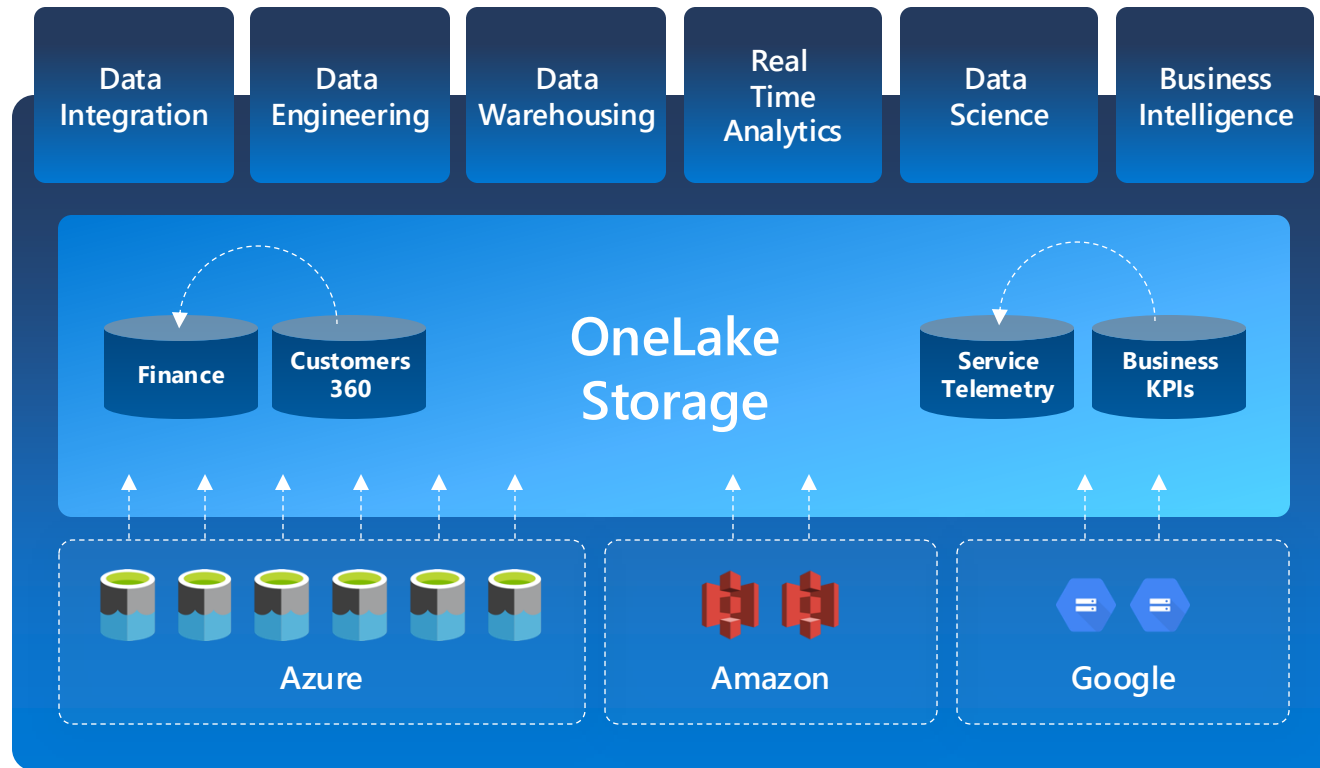 Data
Integration
Data
Engineering
Data
Warehousing
Real
Time
Analytics
Data
Science
Business
Intelligence
Finance
Customers
360
OneLake
Storage
Service
Telemetry
Business
KPIs
Azure
Amazon
Google